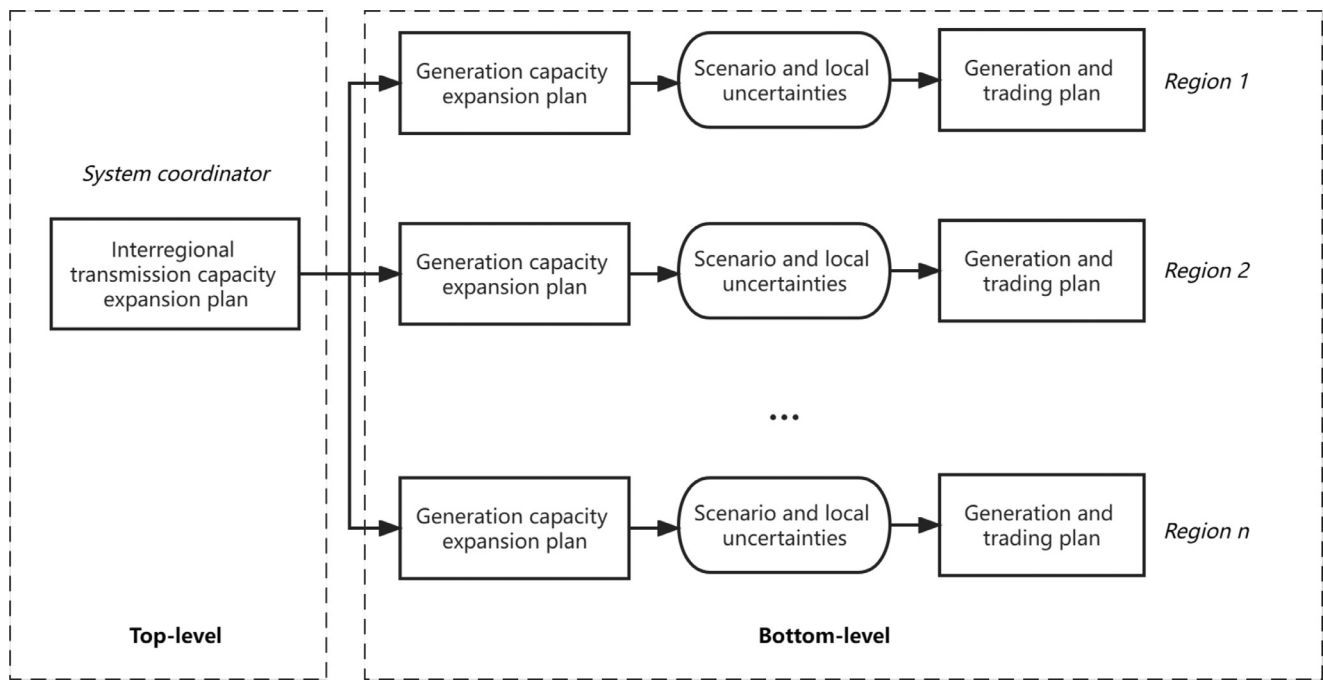 System coordinator
Interregional
transmission capacity
expansion plan
Top-level
Generation capacity
expansion plan
Scenario and local
uncertainties
Generation and
trading plan
Region 1
Generation capacity
expansion plan
Scenario and local
uncertainties
Generation and
trading plan
Region 2
...
Generation capacity
expansion plan
Scenario and local
uncertainties
Generation and
trading plan
Region n
Bottom-level